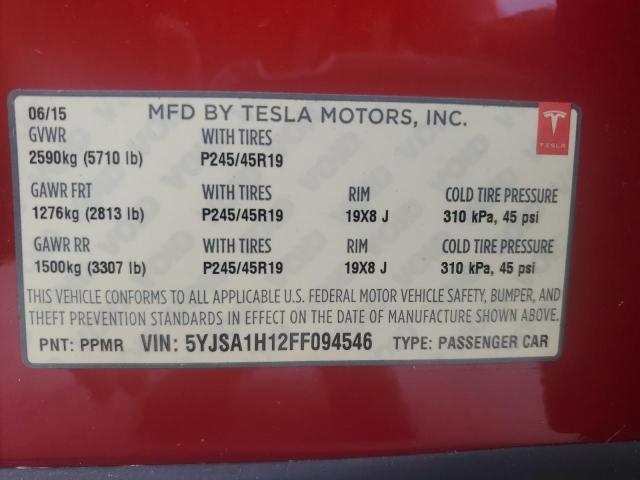 06/15 MFD BY TESLA MOTORS, INC.
GVWR WITH TIRES
2590kg (5710 lb) P245/45R19
TESLA
GAWR FRT WITH TIRES RIM COLD TIRE PRESSURE
1276kg (2813 lb) P245/45R19 19X8 J 310 kPa, 45 psi
GAWR RR WITH TIRES RIM COLD TIRE PRESSURE
1500kg (3307 lb) P245/45R19 19X8 J 310 kPa, 45 psi
THIS VEHICLE CONFORMS TO ALL APPLICABLE U.S. FEDERAL MOTOR VEHICLE SAFETY, BUMPER, AND
THEFT PREVENTION STANDARDS IN EFFECT ON THE DATE OF MANUFACTURE SHOWN ABOVE.
PNT: PPMR VIN: 5YJSA1H12FF094546 TYPE: PASSENGER CAR